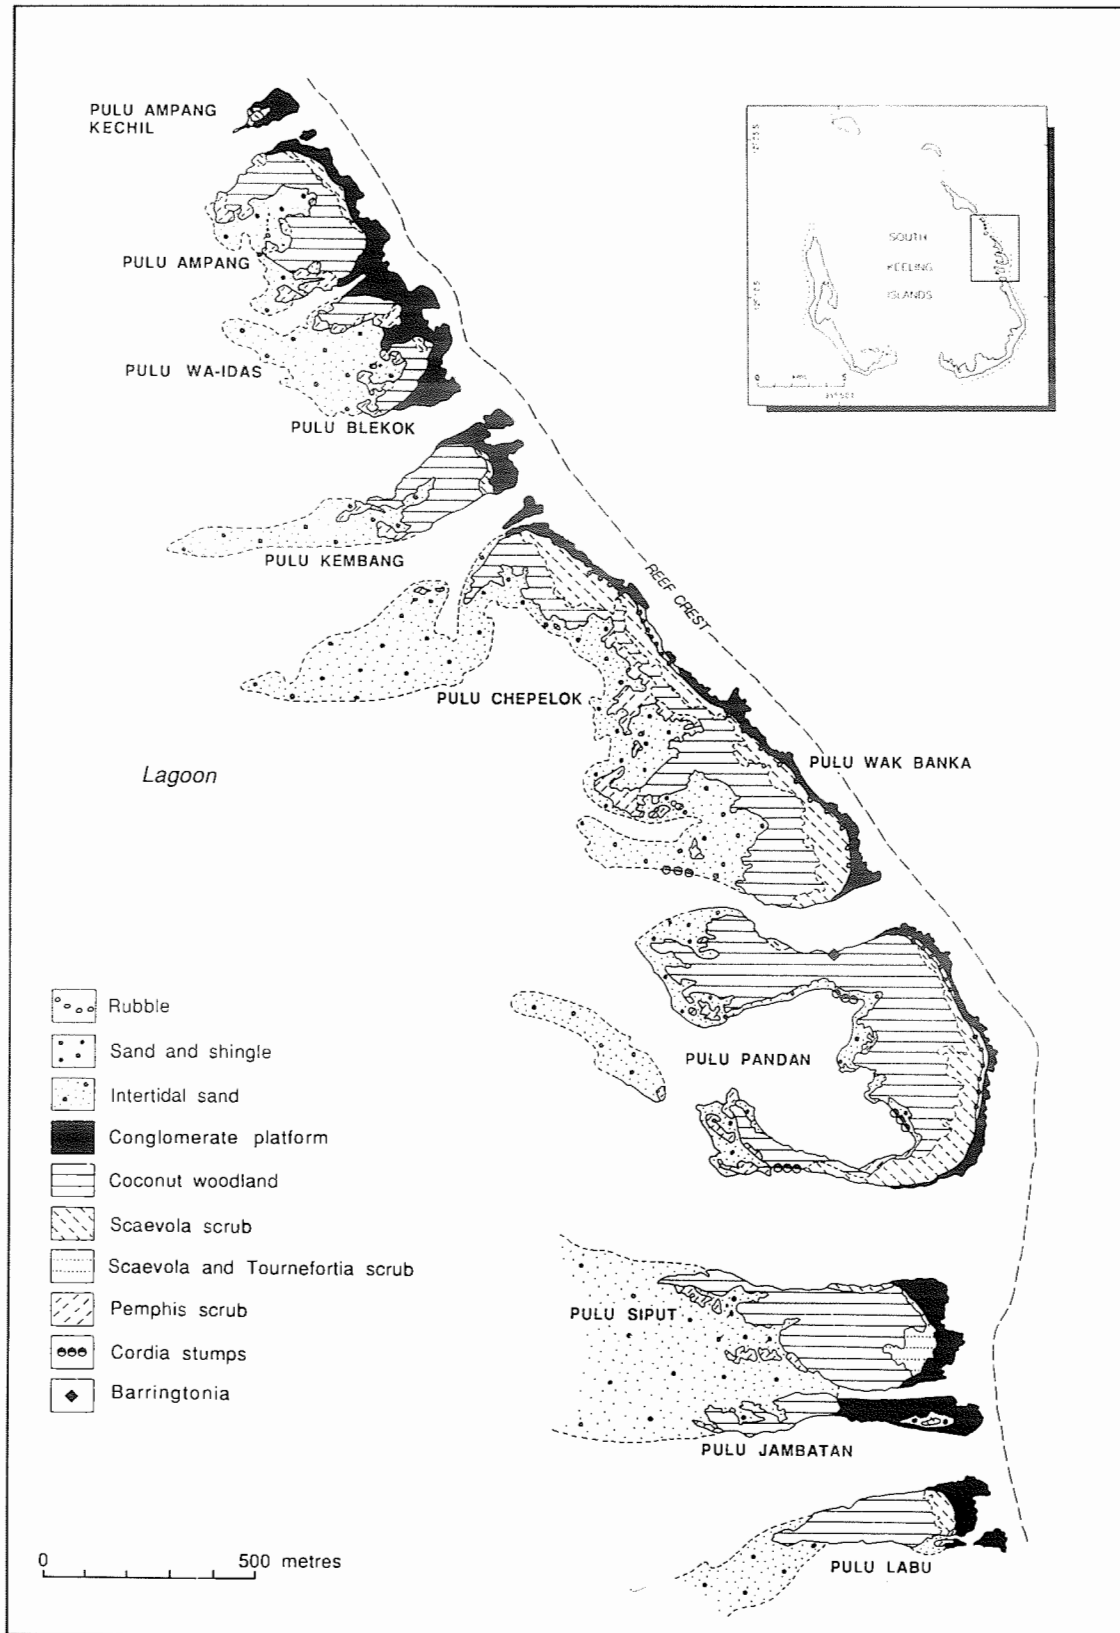 PULU AMPANG
KECHIL
SOUTH
KEELING
ISLANDS
PULU AMPANG
PULU WA-IDAS
PULU BLEKOK
PULU KEMBANG
REEF CREST
PULU CHEPELOK
PULU WAK BANKA
Lagoon
PULU PANDAN
Rubble
Sand and shingle
Intertidal sand
Conglomerate platform
Coconut woodland
Scaevola scrub
Scaevola and Tournefortia scrub
Pemphis scrub
Cordia stumps
Barringtonia
PULU SIPUT
PULU JAMBATAN
PULU LABU
0 500 metres